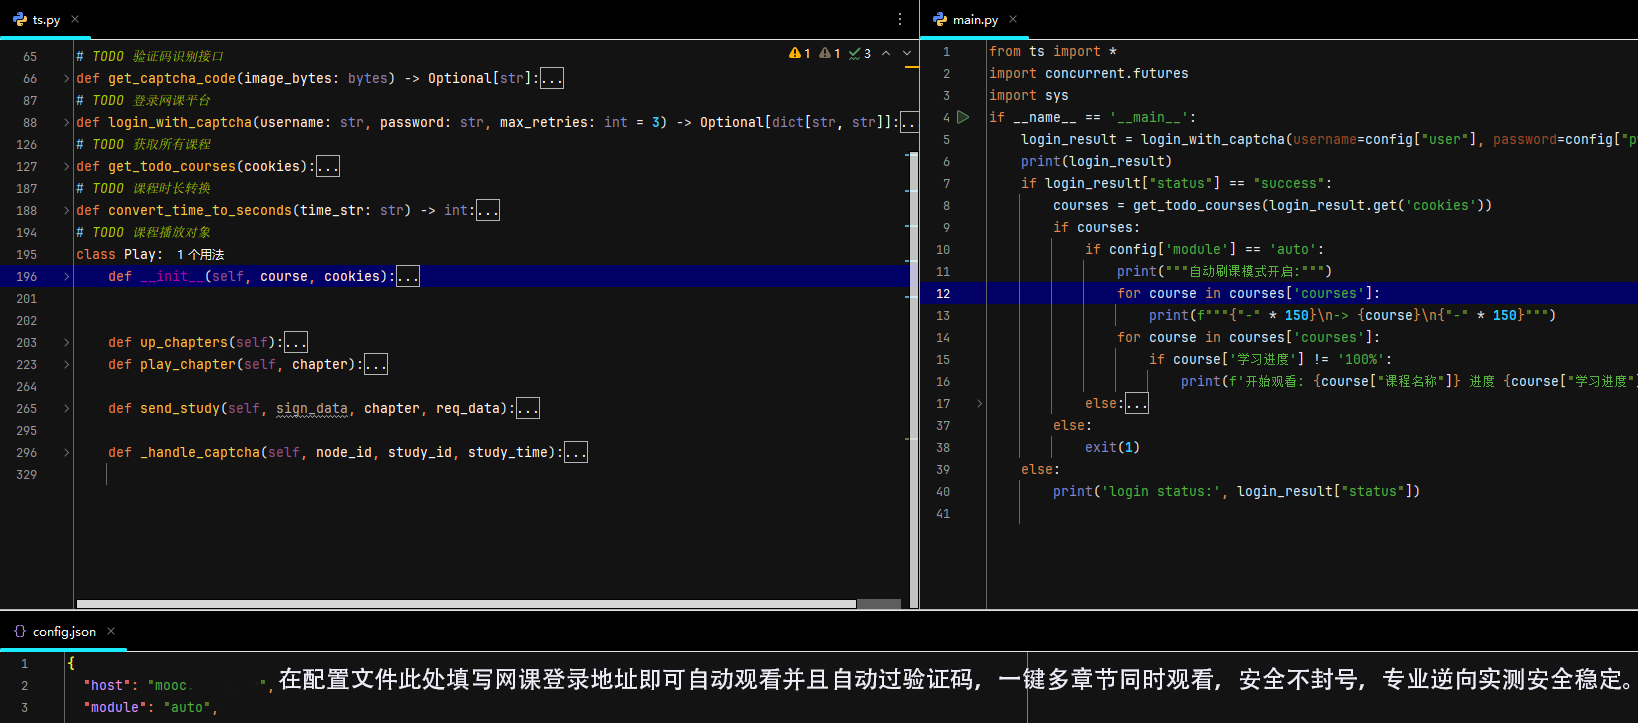 ts.py
65 # TODO 验证码识别接口
1 1 3
66 def get_captcha_code(image_bytes: bytes) -> Optional[str]:...
87 # TODO 登录网课平台
88 def login_with_captcha(username: str, password: str, max_retries: int = 3) -> Optional[dict[str, str]]:...
126 # TODO 获取所有课程
127 def get_todo_courses(cookies):...
187 # TODO 课程时长转换
188 def convert_time_to_seconds(time_str: str) -> int:...
194 # TODO 课程播放对象
195 class Play: 1 个用法
196 def __init__(self, course, cookies):...
201
202
203 def up_chapters(self):...
223 def play_chapter(self, chapter):...
264
265 def send_study(self, sign_data, chapter, req_data):...
295
296 def _handle_captcha(self, node_id, study_id, study_time):...
329
main.py
1 from ts import *
2 import concurrent.futures
3 import sys
4 if __name__ == '__main__':
5 login_result = login_with_captcha(username=config["user"], password=config["p
6 print(login_result)
7 if login_result["status"] == "success":
8 courses = get_todo_courses(login_result.get('cookies'))
9 if courses:
10 if config['module'] == 'auto':
11 print("""自动刷课模式开启:""")
12 for course in courses['courses']:
13 print(f"""{"-" * 150}\n-> {course}\n{"-" * 150}""")
14 for course in courses['courses']:
15 if course['学习进度'] != '100%':
16 print(f'开始观看: {course["课程名称"]} 进度 {course["学习进度"]
17 else:...
37 else:
38 exit(1)
39 else:
40 print('login status:', login_result["status"])
41
config.json
1 {
2 "host": "mooc. ",
在配置文件此处填写网课登录地址即可自动观看并且自动过验证码, 一键多章节同时观看, 安全不封号, 专业逆向实测安全稳定。
3 "module": "auto",